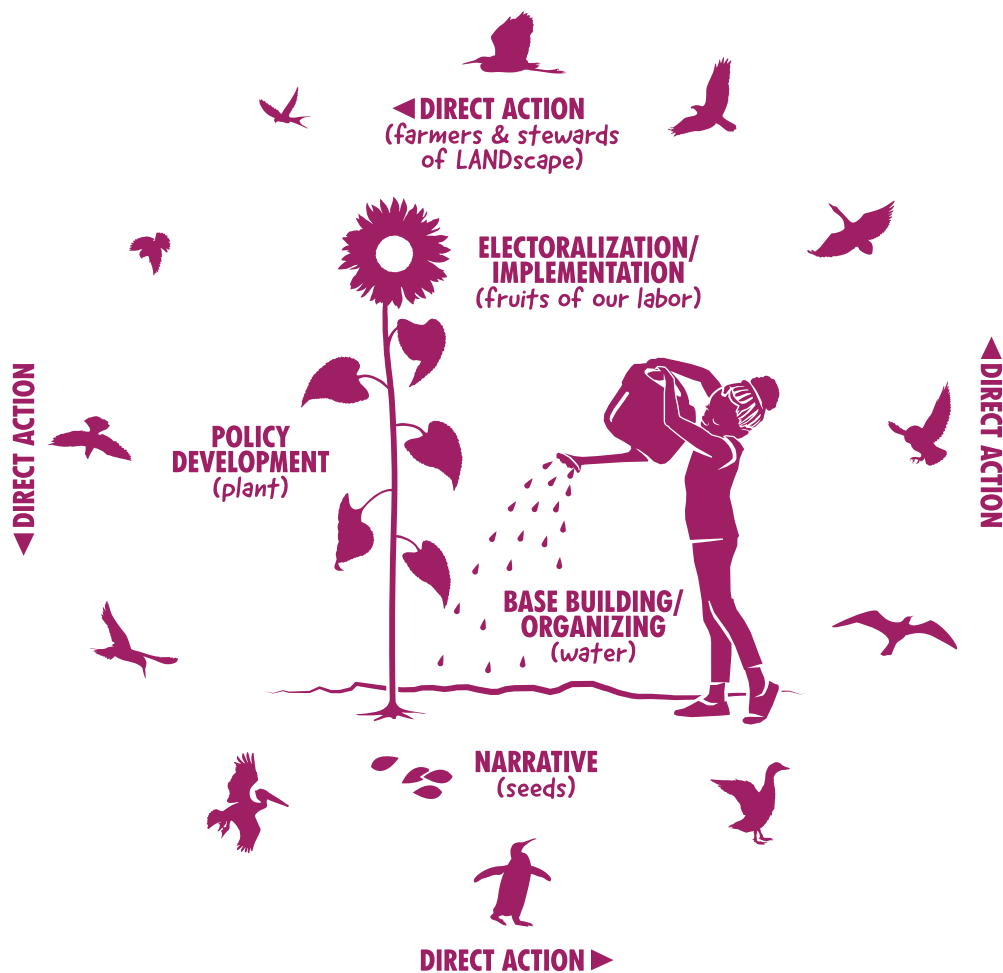 DIRECT ACTION
(farmers & stewards
of LANDscape)
ELECTORALIZATION/
IMPLEMENTATION
(fruits of our labor)
DIRECT ACTION
DIRECT ACTION
POLICY
DEVELOPMENT
(plant)
BASE BUILDING/
ORGANIZING
(water)
NARRATIVE
(seeds)
DIRECT ACTION